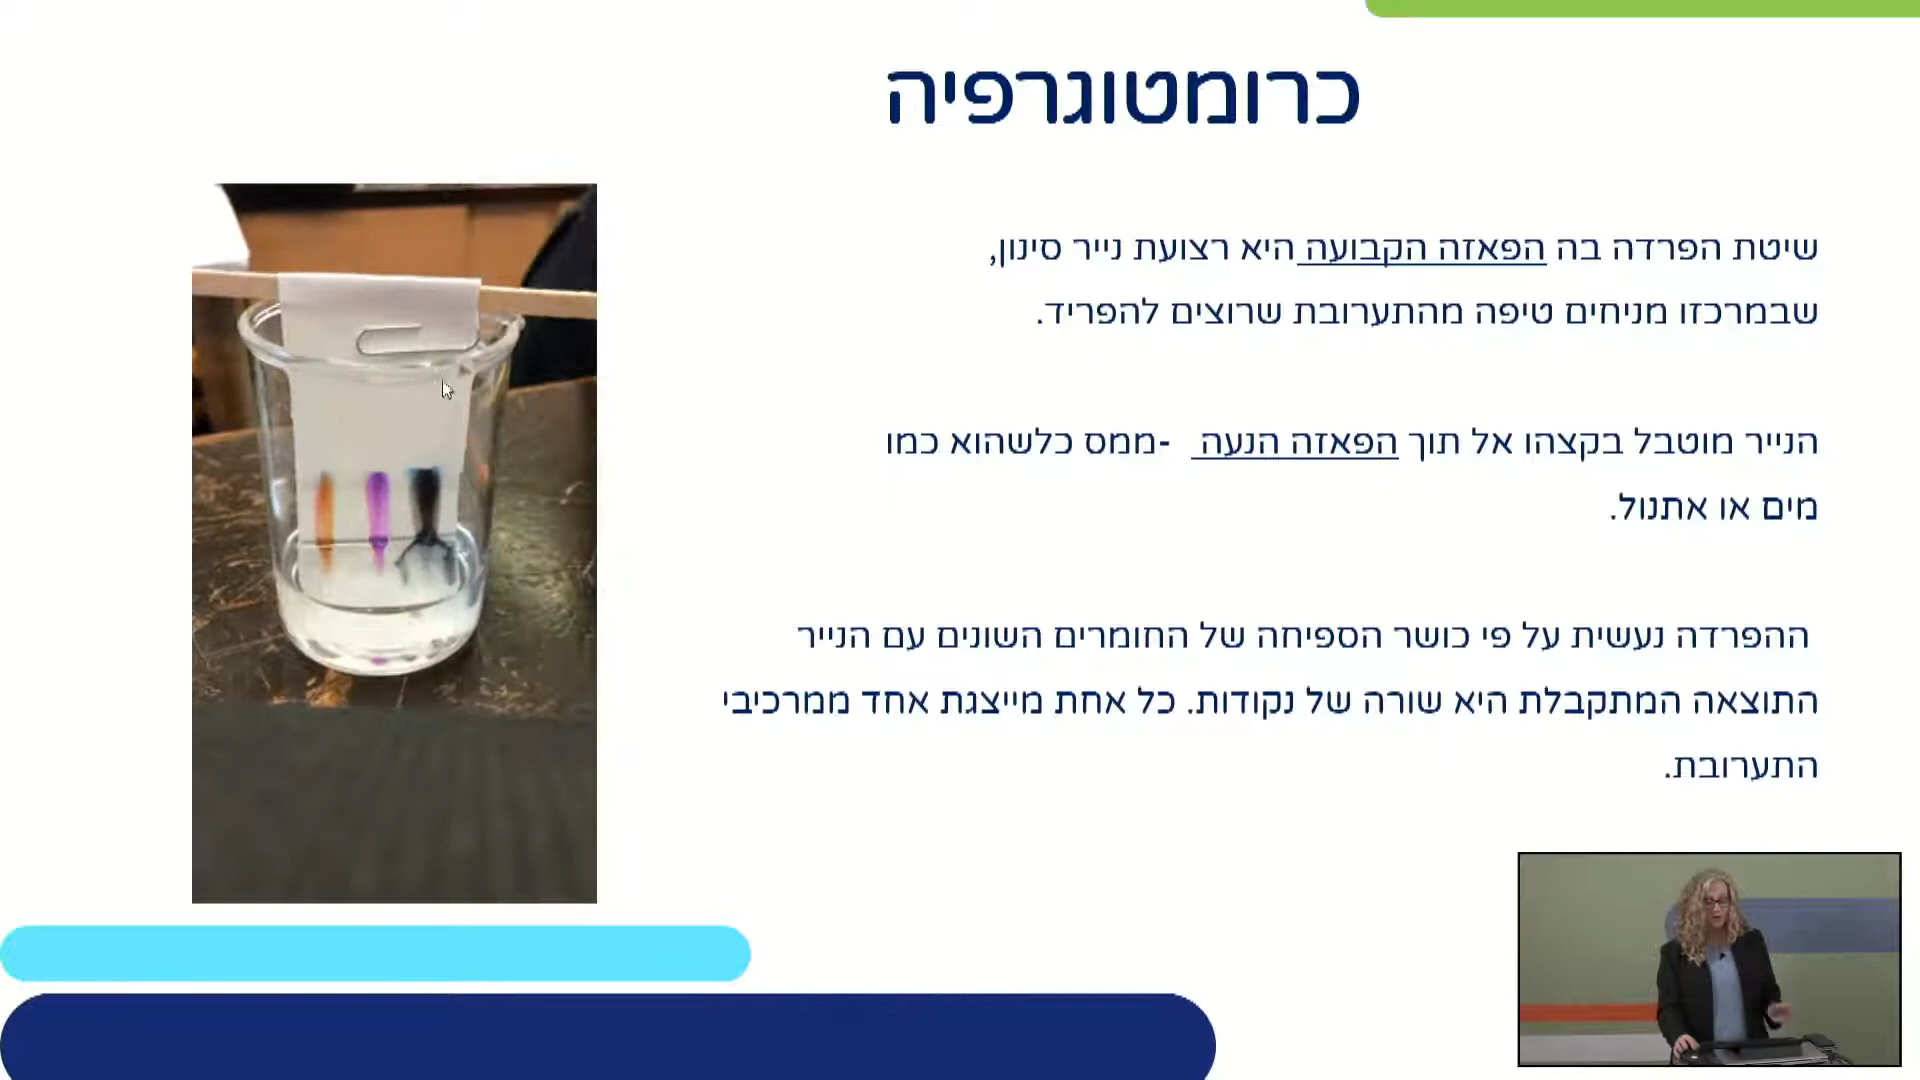 כרומטוגרפיה
שיטת הפרדה בה הפאזה הקבועה היא רצועת נייר סינון,
שבמרכזו מניחים טיפה מהתערובת שרוצים להפריד.
הנייר מוטבל בקצהו אל תוך הפאזה הנעה -ממס כלשהוא כמו
מים או אתנול.
ההפרדה נעשית על פי כושר הספיחה של החומרים השונים עם הנייר
התוצאה המתקבלת היא שורה של נקודות. כל אחת מייצגת אחד ממרכיבי
התערובת.